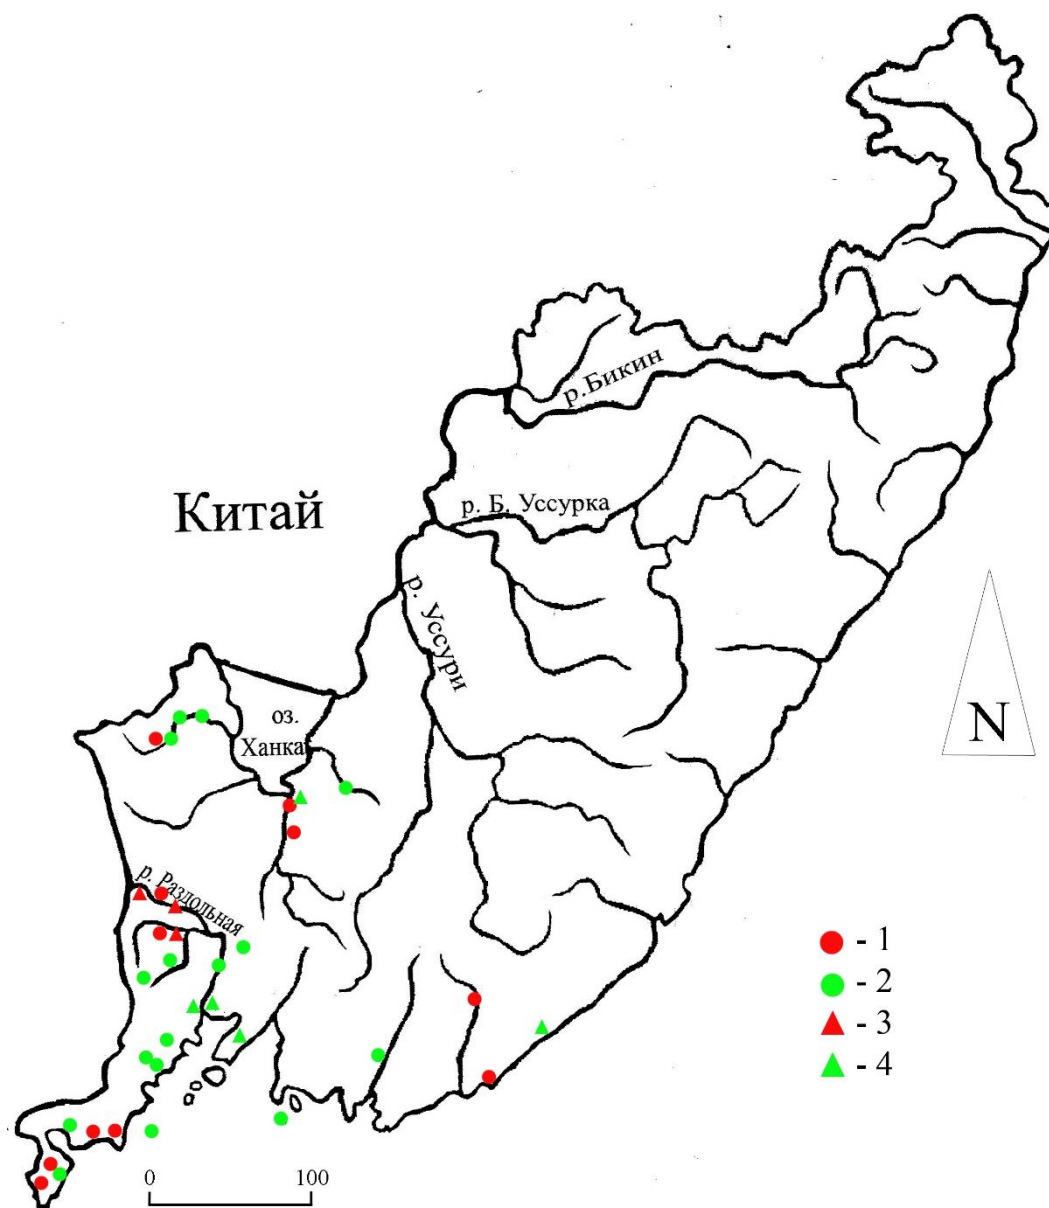 р.Бикин
Китай
р. Б. Уссурка
р. Уссури
оз.
Ханка
N
р. Раздольная
- 1
- 2
- 3
- 4
0 100